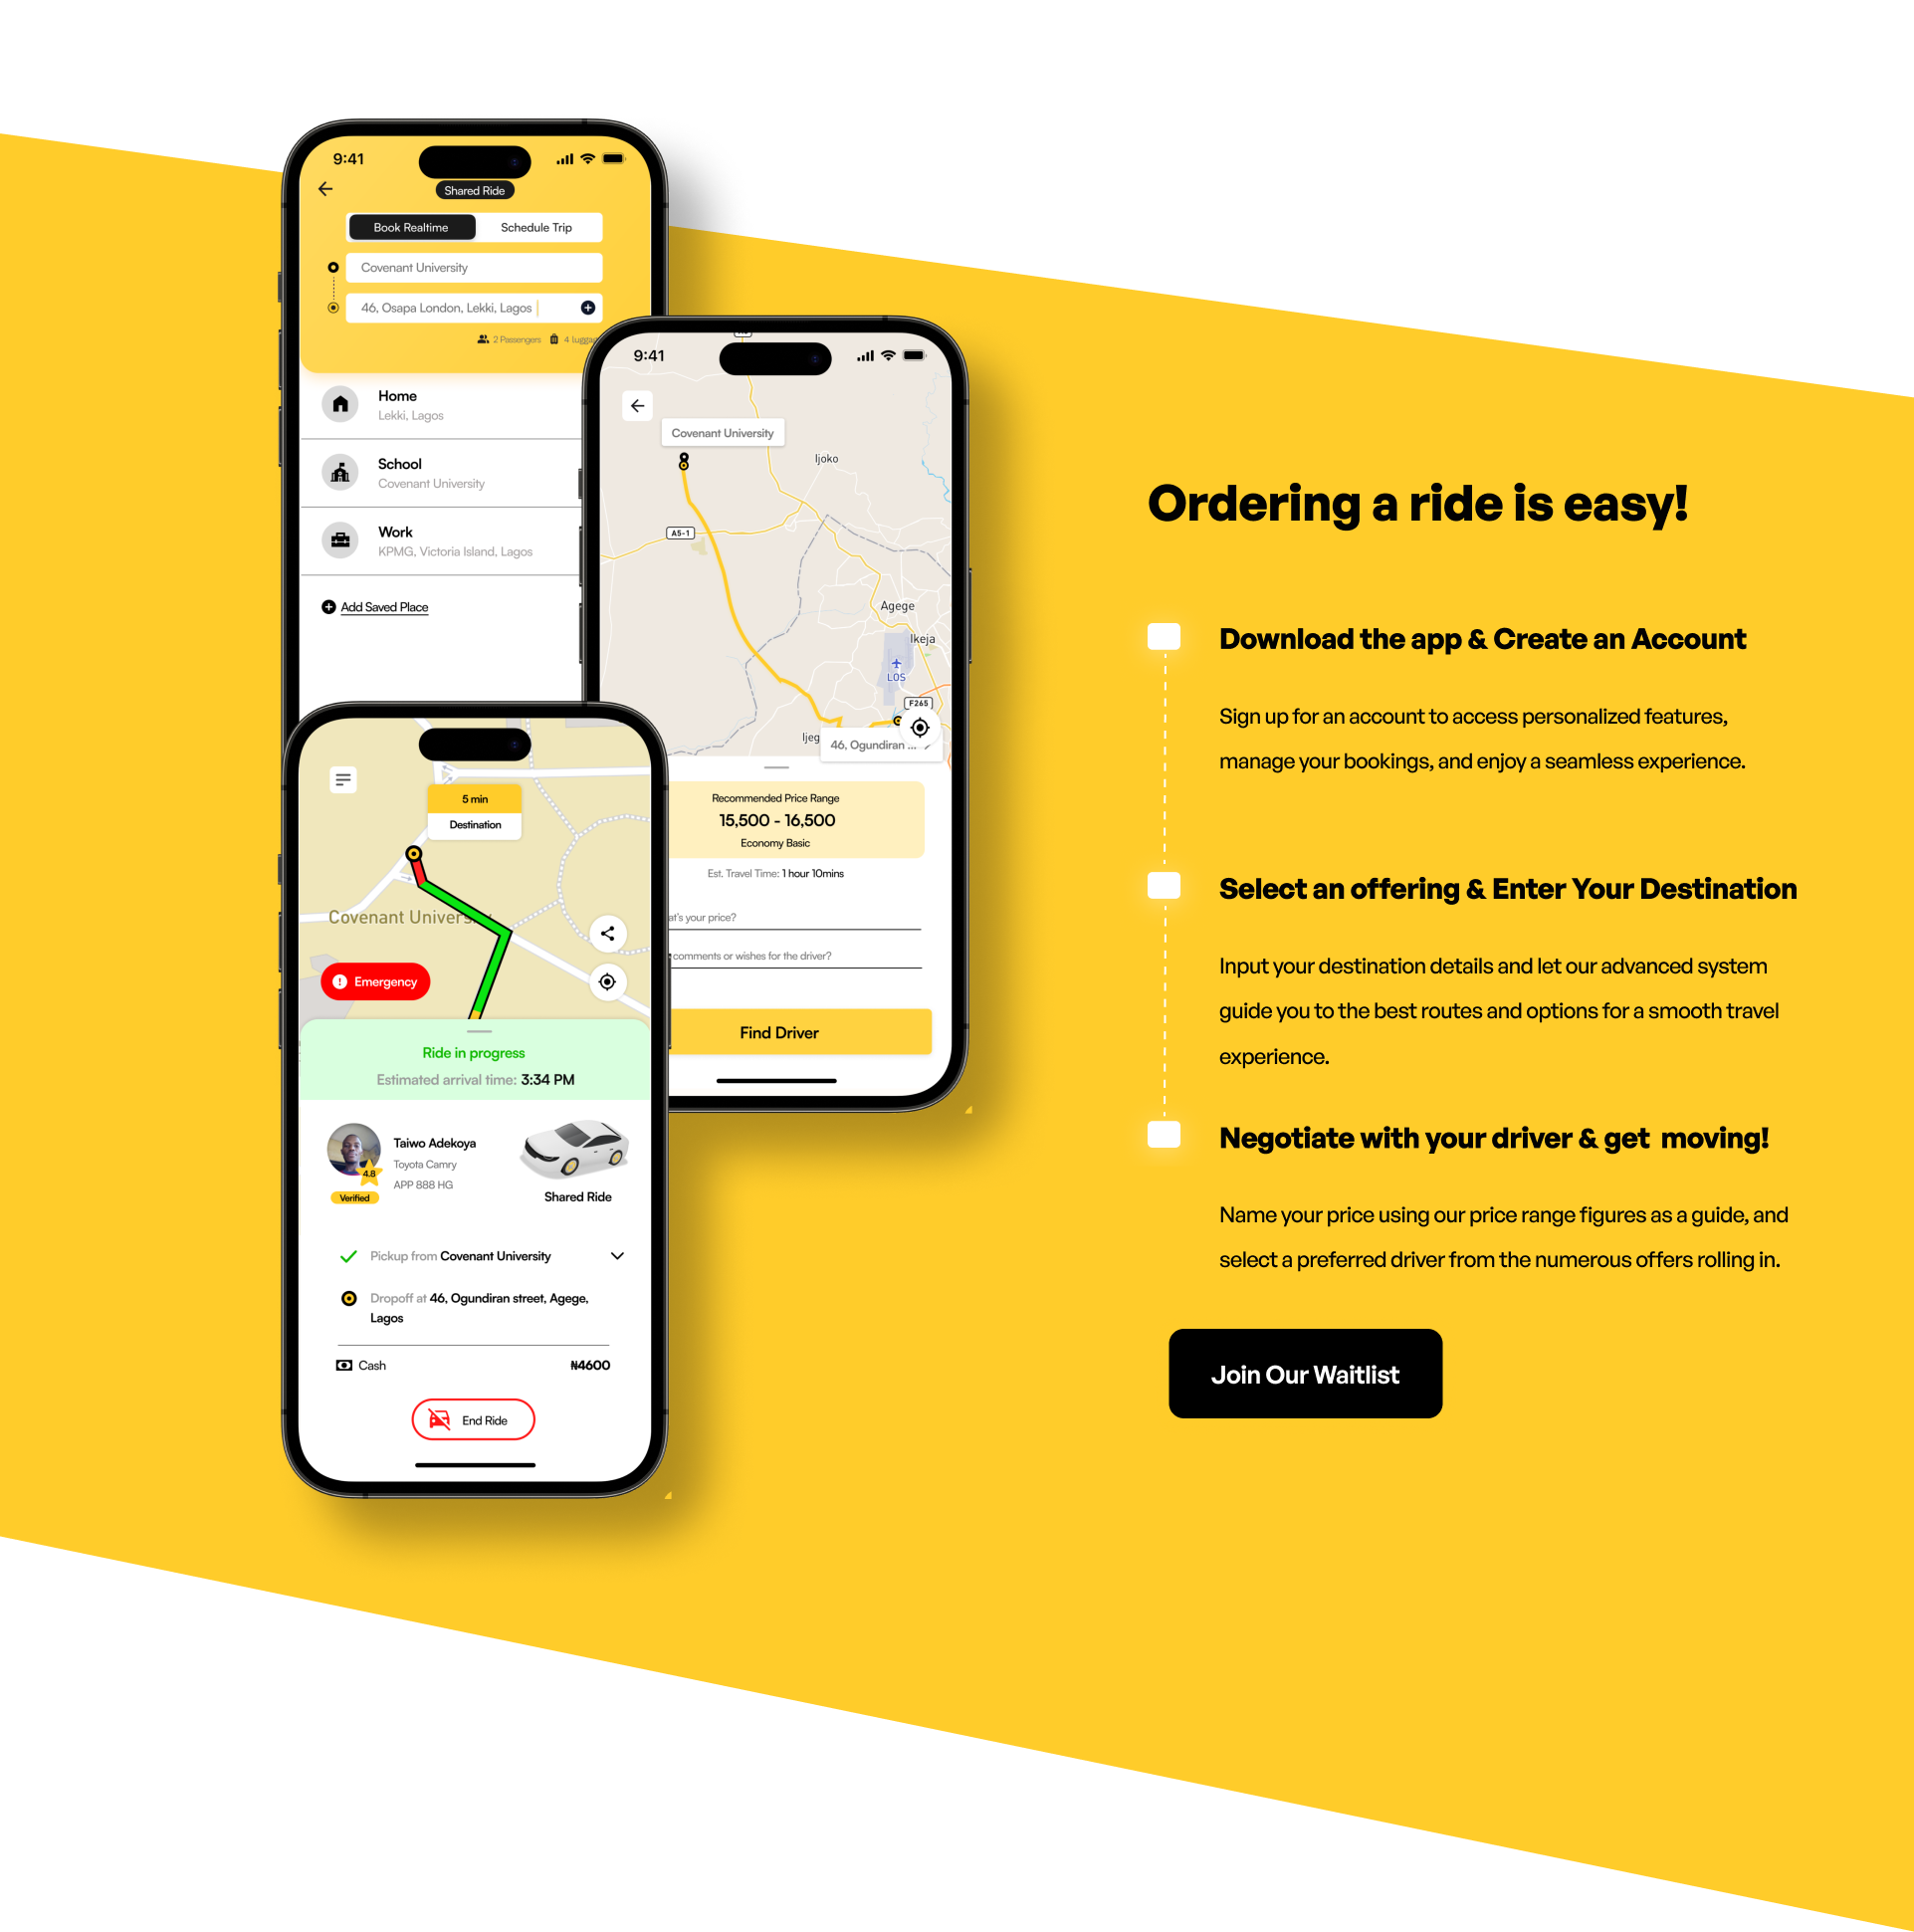 9:41
Shared Ride
Book Realtime
Schedule Trip
Covenant University
46, Osapa London, Lekki, Lagos
2 Passengers
4
Home
Lekki, Lagos
School
Covenant University
Work
KPMG, Victoria Island, Lagos
Add Saved Place
9:41
Covenant University
Ijoko
A5-1
Agege
Ikeja
LOS
F265
46, Ogundiran ...
Recommended Price Range
15,500 - 16,500
Economy Basic
Est. Travel Time: 1 hour 10mins
your price?
comments or wishes for the driver?
Find Driver
5 min
Destination
Covenant
Emergency
Ride in progress
Estimated arrival time: 3:34 PM
Taiwo Adekoya
4.8
Toyota Camry
APP 888 HG
Verified
Shared Ride
Pickup from Covenant University
Dropoff at 46, Ogundiran street, Agege,
Lagos
Cash
₦4600
End Ride
Ordering a ride is easy!
Download the app & Create an Account
Sign up for an account to access personalized features,
manage your bookings, and enjoy a seamless experience.
Select an offering & Enter Your Destination
Input your destination details and let our advanced system
guide you to the best routes and options for a smooth travel
experience.
Negotiate with your driver & get moving!
Name your price using our price range figures as a guide, and
select a preferred driver from the numerous offers rolling in.
Join Our Waitlist